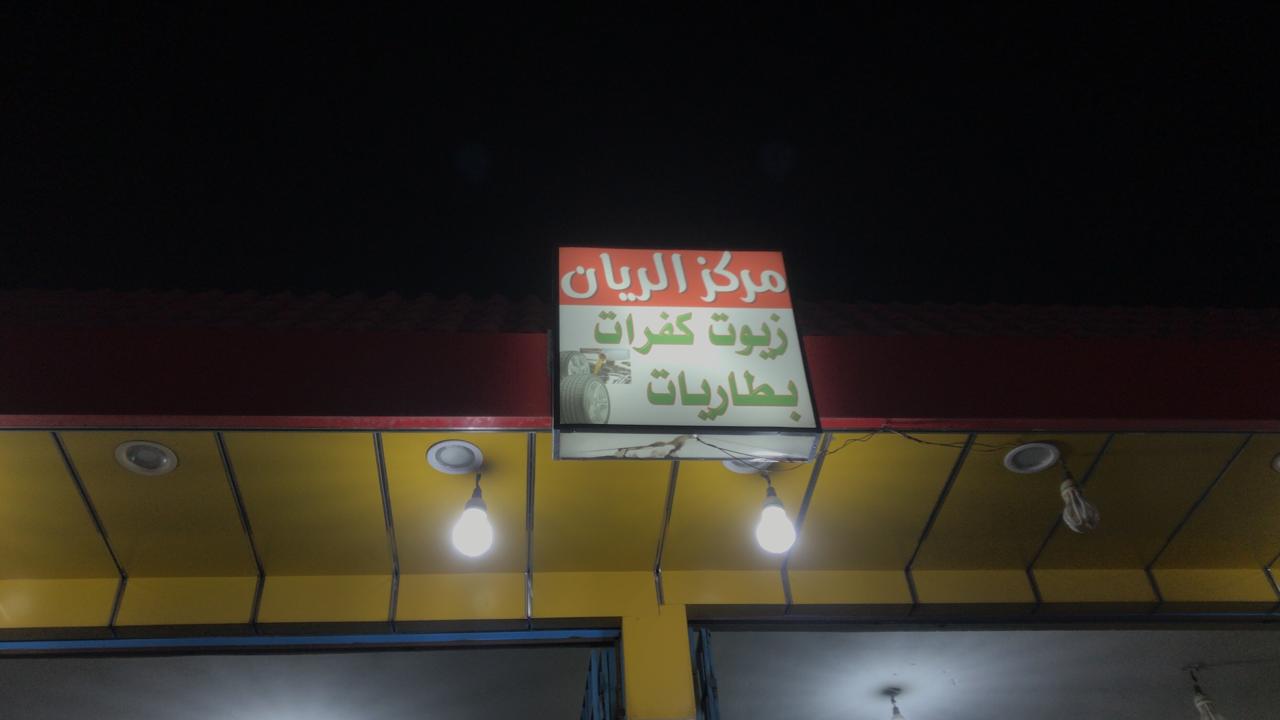 مركز الريان
زيوت كفرات
بطاريات